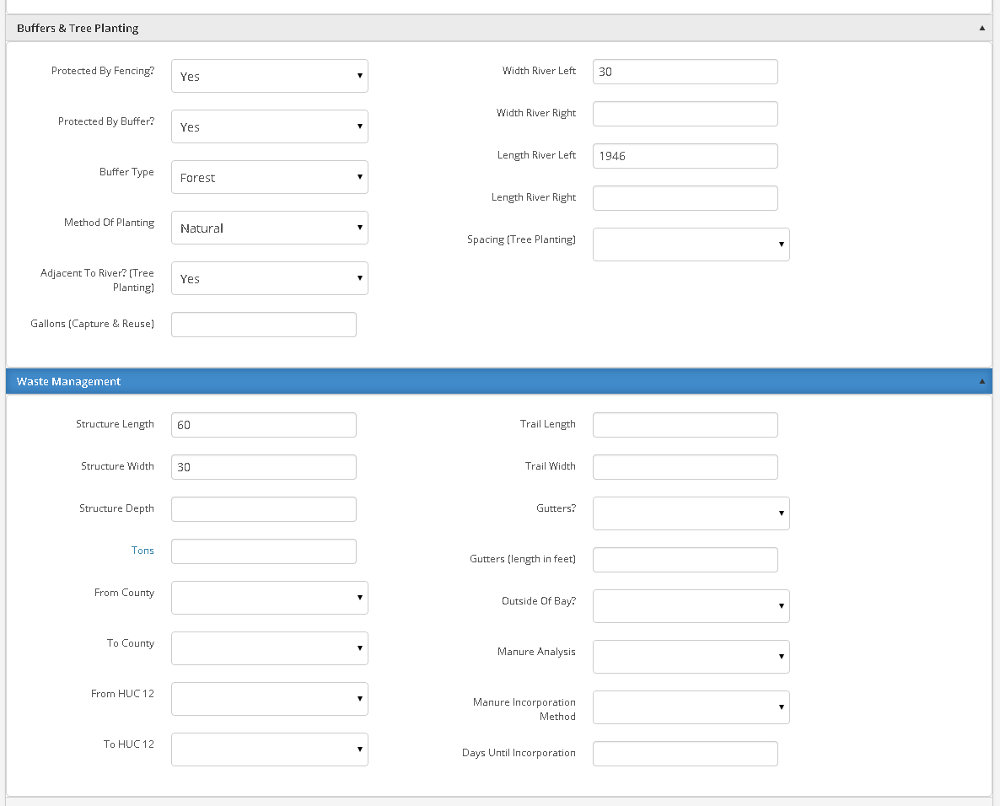 Buffers & Tree Planting
Protected By Fencing?
Yes
Protected By Buffer?
Yes
Buffer Type
Forest
Method Of Planting
Natural
Adjacent To River? (Tree
Planting)
Yes
Gallons (Capture & Reuse)
Width River Left
30
Width River Right
Length River Left
1946
Length River Right
Spacing (Tree Planting)
Waste Management
Structure Length
60
Structure Width
30
Structure Depth
Tons
From County
To County
From HUC 12
To HUC 12
Trail Length
Trail Width
Gutters?
Gutters (length in feet)
Outside Of Bay?
Manure Analysis
Manure Incorporation
Method
Days Until Incorporation